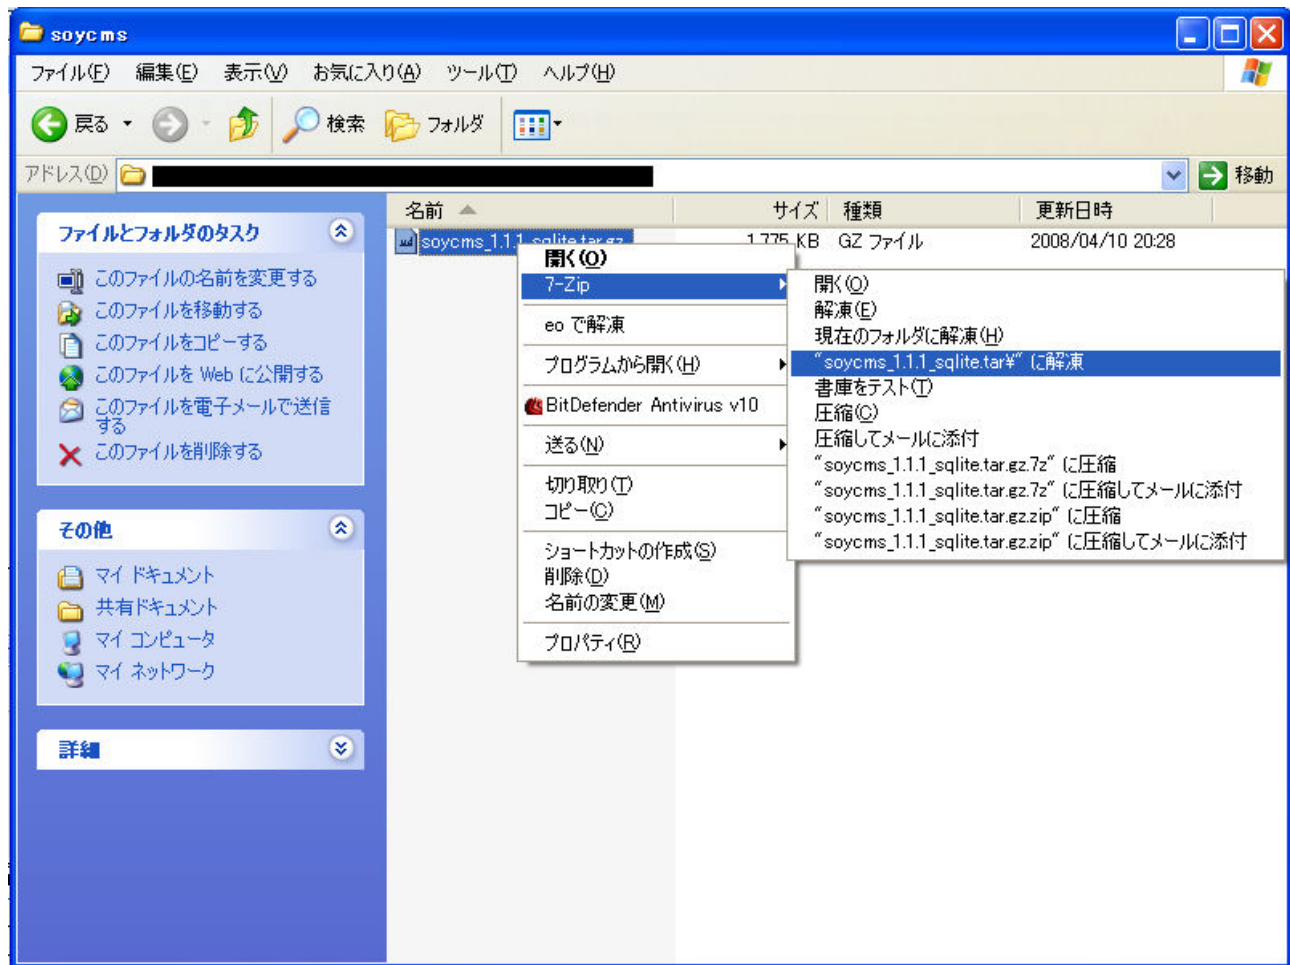 soycms
ファイル(F) 編集(E) 表示(V) お気に入り(A) ツール(T) ヘルプ(H)
戻る 検索 フォルダ
アドレス(D) 移動
名前 サイズ 種類 更新日時
soycms_1.1.1_sqlite.tar.gz 1,775 KB GZ ファイル 2008/04/10 20:28
ファイルとフォルダのタスク
このファイルの名前を変更する
このファイルを移動する
このファイルをコピーする
このファイルを Web に公開する
このファイルを電子メールで送信
する
このファイルを削除する
その他
マイ ドキュメント
共有ドキュメント
マイ コンピュータ
マイ ネットワーク
詳細
開く(O)
7-Zip
eo で解凍
プログラムから開く(H)
BitDefender Antivirus v10
送る(N)
切り取り(T)
コピー(C)
ショートカットの作成(S)
削除(D)
名前の変更(M)
プロパティ(R)
開く(O)
解凍(E)
現在のフォルダに解凍(H)
"soycms_1.1.1_sqlite.tar¥" に解凍
書庫をテスト(T)
圧縮(C)
圧縮してメールに添付
"soycms_1.1.1_sqlite.tar.gz.7z" に圧縮
"soycms_1.1.1_sqlite.tar.gz.7z" に圧縮してメールに添付
"soycms_1.1.1_sqlite.tar.gz.zip" に圧縮
"soycms_1.1.1_sqlite.tar.gz.zip" に圧縮してメールに添付